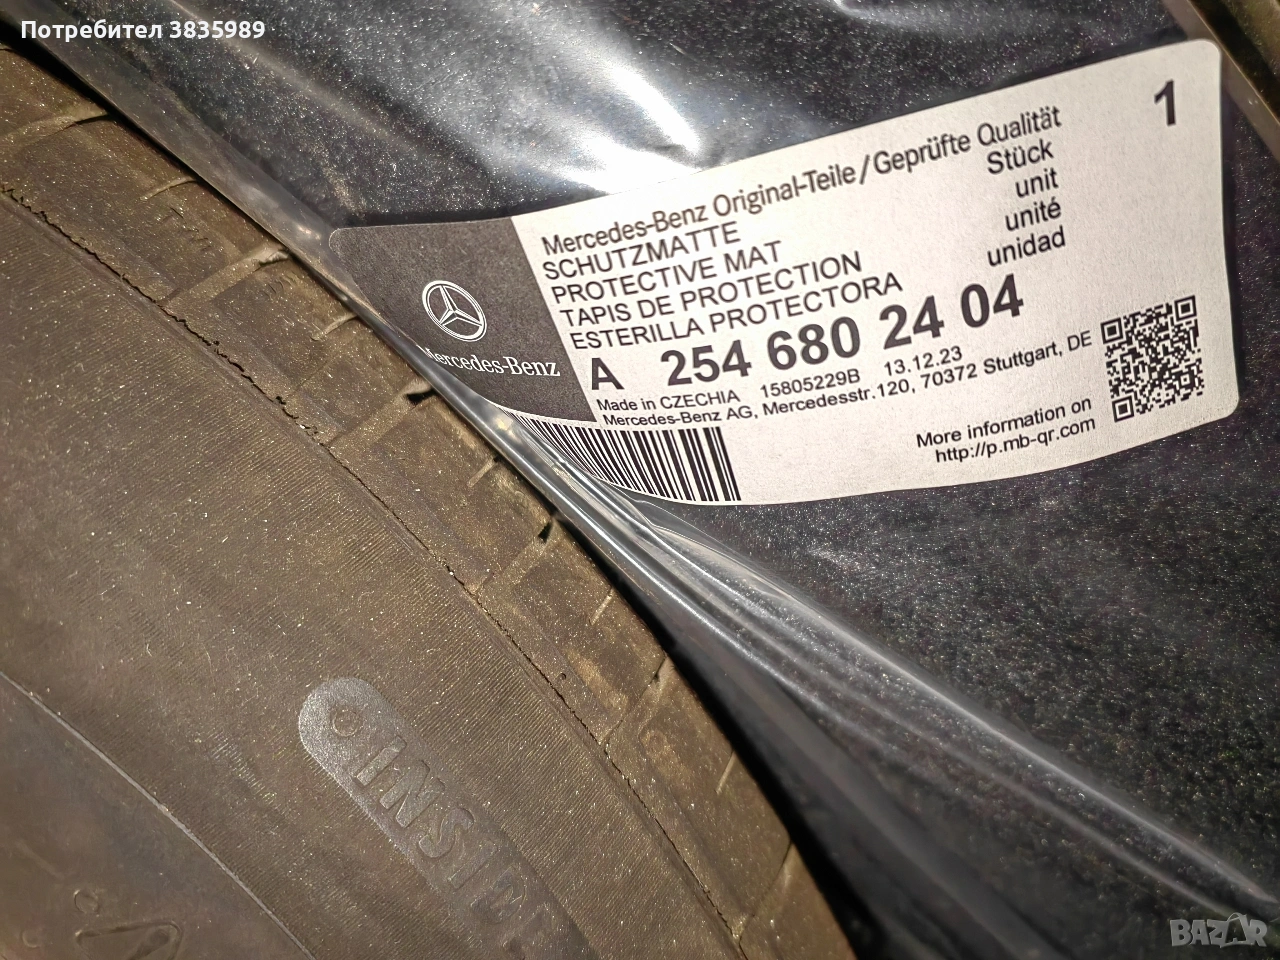 Потребител 3835989
Mercedes-Benz Original-Teile/Geprüfte Qualität 1
SCHUTZMATTE Stück
PROTECTIVE MAT unit
TAPIS DE PROTECTION unité
ESTERILLA PROTECTORA unidad
A 254 680 24 04
Made in CZECHIA 15805229B 13.12.23
Mercedes-Benz AG, Mercedesstr.120, 70372 Stuttgart, DE
More information on
http://p.mb-qr.com
Mercedes-Benz
INSID
BAZAR